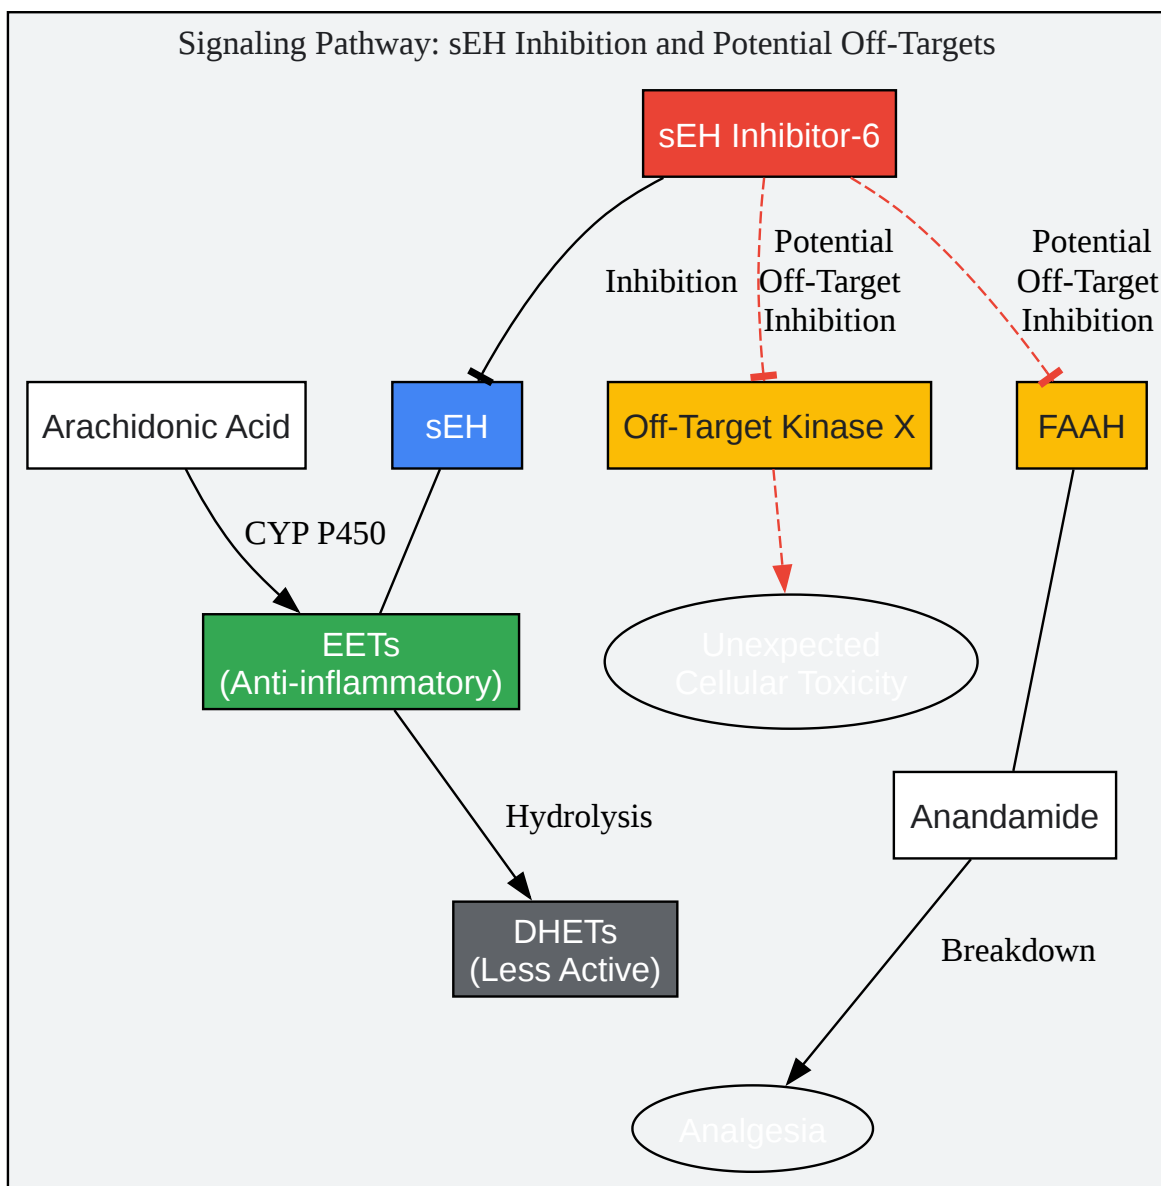 Signaling Pathway: sEH Inhibition and Potential Off-Targets
sEH Inhibitor-6
Inhibition
Potential
Off-Target
Inhibition
Potential
Off-Target
Inhibition
Arachidonic Acid
sEH
Off-Target Kinase X
FAAH
CYP P450
EETs
(Anti-inflammatory)
Unexpected
Cellular Toxicity
Hydrolysis
Anandamide
DHETs
(Less Active)
Breakdown
Analgesia